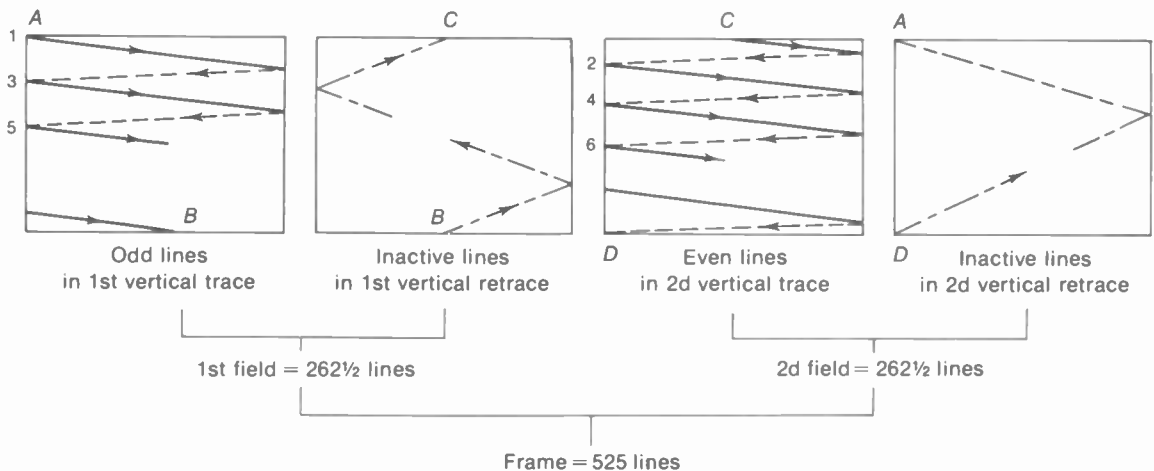 A
1
3
5
B
Odd lines
in 1st vertical trace
C
B
Inactive lines
in 1st vertical retrace
C
2
4
6
D
Even lines
in 2d vertical trace
A
D
Inactive lines
in 2d vertical retrace
1st field = 262½ lines
2d field = 262½ lines
Frame = 525 lines